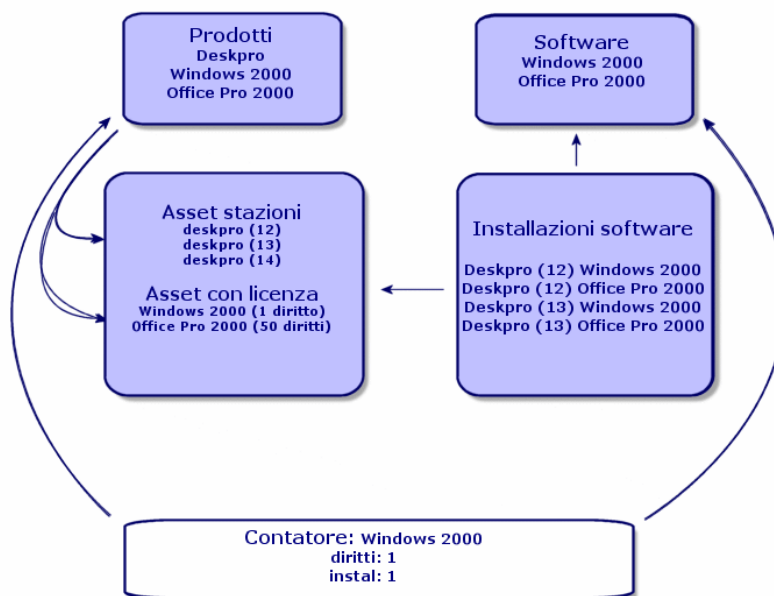 Prodotti
Deskpro
Windows 2000
Office Pro 2000
Software
Windows 2000
Office Pro 2000
Asset stazioni
deskpro (12)
deskpro (13)
deskpro (14)
Asset con licenza
Windows 2000 (1 diritto)
Office Pro 2000 (50 diritti)
Installazioni software
Deskpro (12) Windows 2000
Deskpro (12) Office Pro 2000
Deskpro (13) Windows 2000
Deskpro (13) Office Pro 2000
Contatore: Windows 2000
diritti: 1
instal: 1